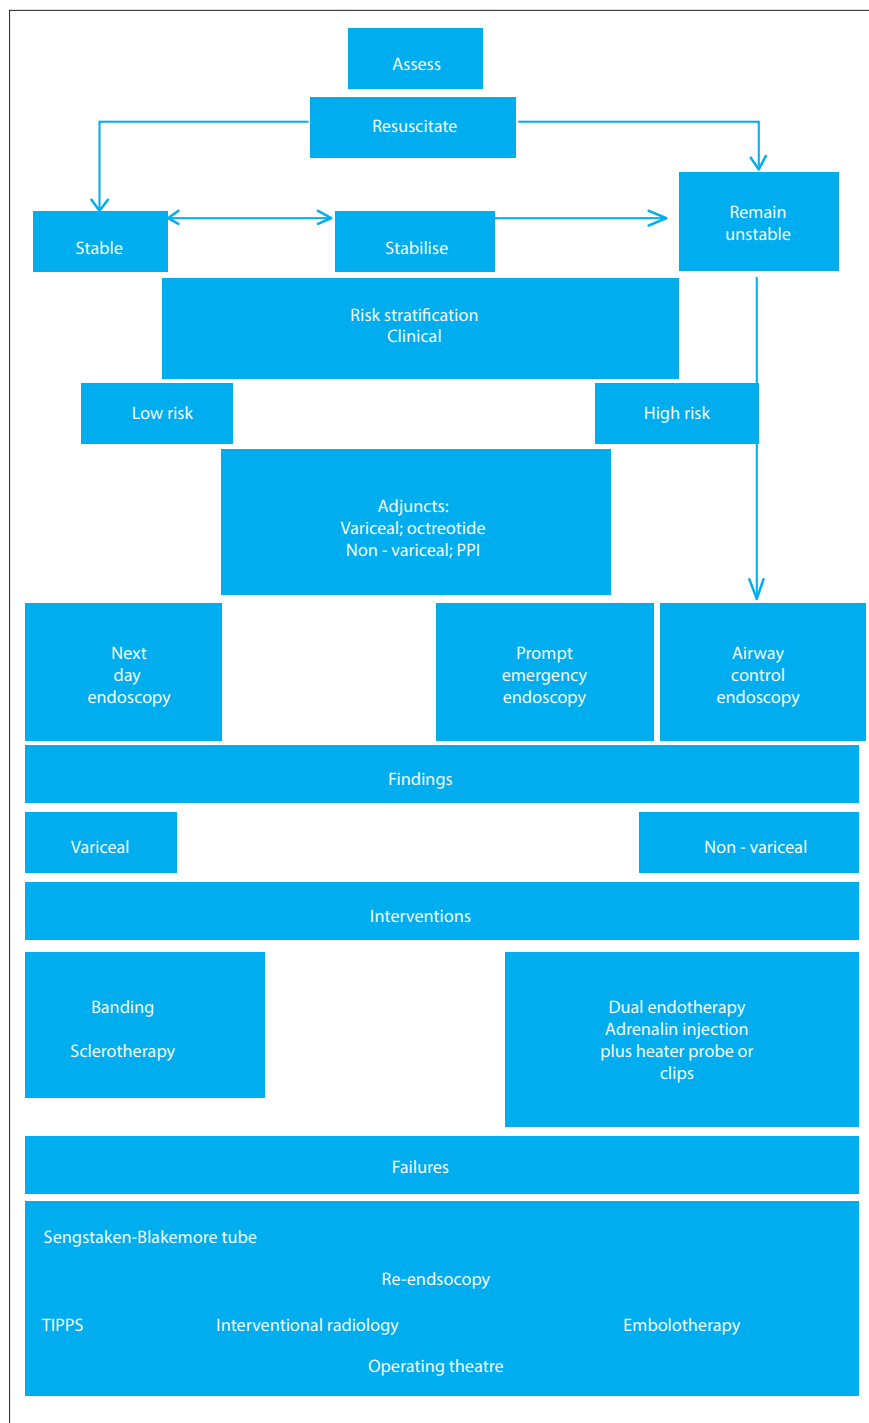 Assess
Resuscitate
Stable
Stabilise
Remain
unstable
Risk stratification
Clinical
Low risk
High risk
Adjuncts:
Variceal; octreotide
Non - variceal; PPI
Next
day
endoscopy
Prompt
emergency
endoscopy
Airway
control
endoscopy
Findings
Variceal
Non - variceal
Interventions
Banding
Sclerotherapy
Dual endotherapy
Adrenalin injection
plus heater probe or
clips
Failures
Sengstaken-Blakemore tube
Re-endsocopy
TIPPS
Interventional radiology
Embolotherapy
Operating theatre